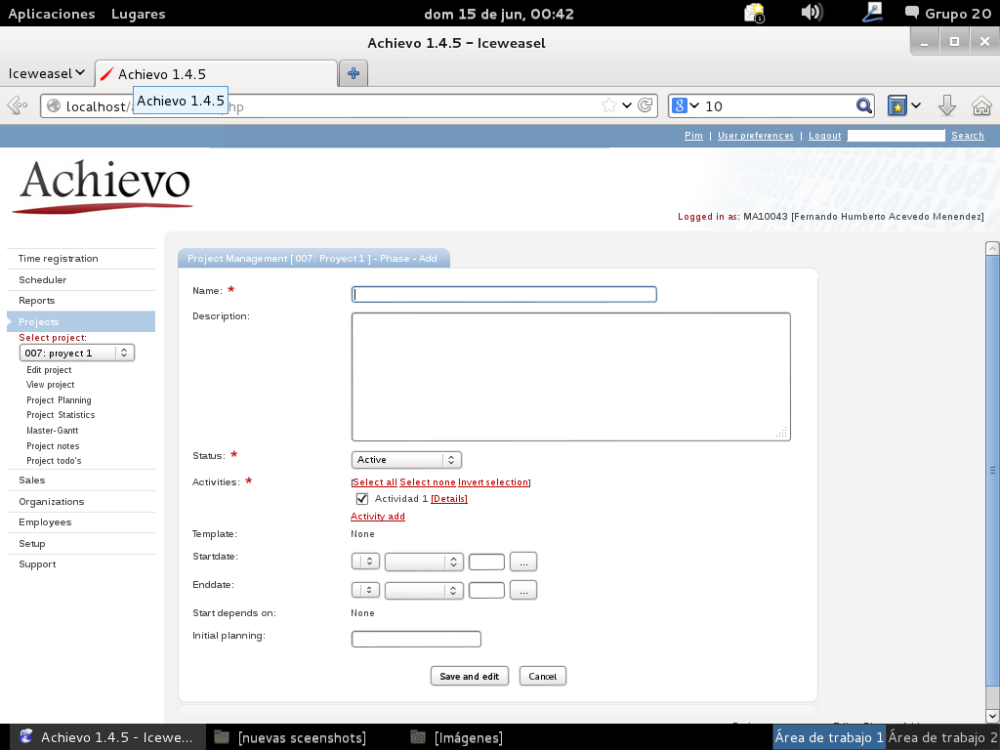 Aplicaciones Lugares dom 15 de jun, 00:42 1 Grupo 20
Achievo 1.4.5 - Iceweasel
Iceweasel Achievo 1.4.5
localhost/ hp 8 10
Achievo 1.4.5
Pim | User preferences | Logout Search
Achievo
Logged in as: MA10043 [Fernando Humberto Acevedo Menendez]
Time registration
Scheduler
Reports
Projects
Select project:
007: proyect 1
Edit project
View project
Project Planning
Project Statistics
Master-Gantt
Project notes
Project todo's
Sales
Organizations
Employees
Setup
Support
Project Management [ 007: Proyect 1 ] - Phase - Add
Name: *
Description:
Status: * Active
Activities: * [Select all Select none Invert selection]
Actividad 1 [Details]
Activity add
Template: None
Startdate: ...
Enddate: ...
Start depends on: None
Initial planning:
Save and edit Cancel
Achievo 1.4.5 - Icewe... [nuevas sceenshots] [Imágenes] Área de trabajo 1 Área de trabajo 2